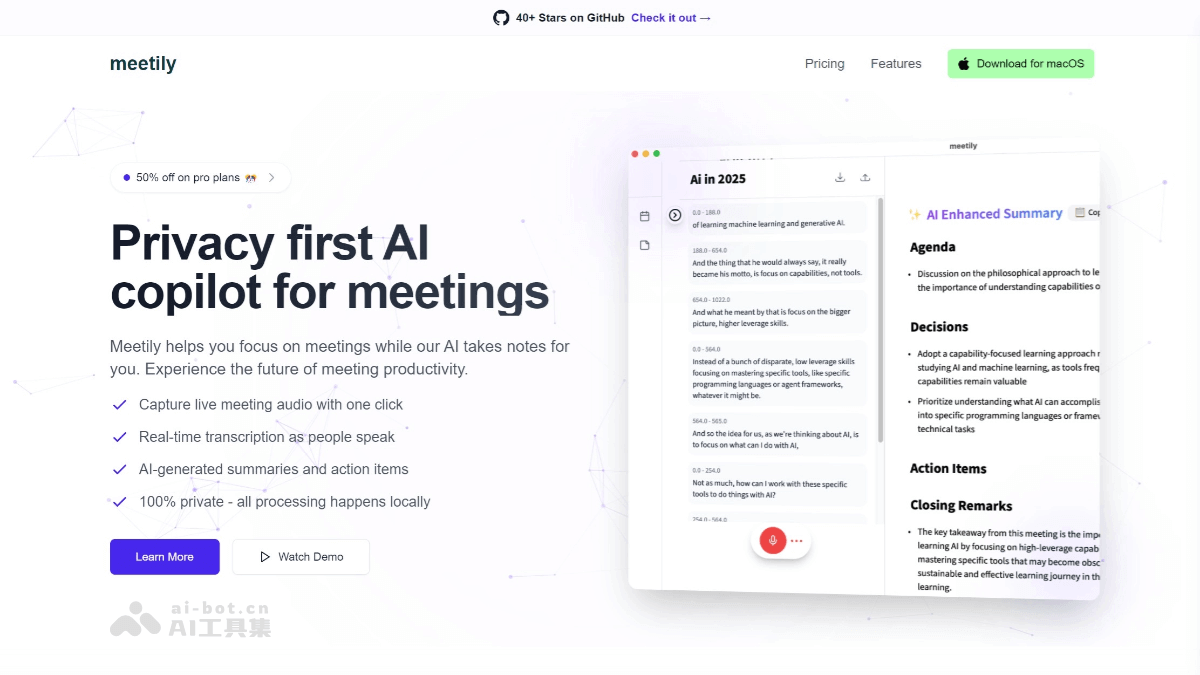 40+ Stars on GitHub Check it out →
meetily
Pricing
Features
Download for macOS
50% off on pro plans
Privacy first AI
copilot for meetings
Meetily helps you focus on meetings while our AI takes notes for
you. Experience the future of meeting productivity.
Capture live meeting audio with one click
Real-time transcription as people speak
AI-generated summaries and action items
100% private - all processing happens locally
Learn More
Watch Demo
ai-bot.cn
AI工具集
meetily
Ai in 2025
0.0 - 188.0
of learning machine learning and generative AI.
188.0 - 654.0
And the thing that he would always say, it really
became his motto, is focus on capabilities, not tools.
654.0 - 1022.0
And what he meant by that is focus on the bigger
picture, higher leverage skills.
0.0 - 564.0
Instead of a bunch of disparate, low leverage skills
focusing on mastering specific tools, like specific
programming languages or agent frameworks,
whatever it might be.
564.0 - 565.0
And so the idea for us, as we're thinking about AI, is
to focus on what can I do with AI,
0.0 - 254.0
Not as much, how can I work with these specific
tools to do things with AI?
254.0 - 564.0
AI Enhanced Summary
Cop
Agenda
Discussion on the philosophical approach to le
the importance of understanding capabilities o
Decisions
Adopt a capability-focused learning approach
studying AI and machine learning, as tools freq
capabilities remain valuable
Prioritize understanding what AI can accomplis
into specific programming languages or framew
technical tasks
Action Items
Closing Remarks
The key takeaway from this meeting is the impo
learning AI by focusing on high-leverage capab
mastering specific tools that may become obsc
sustainable and effective learning journey in th
learning.